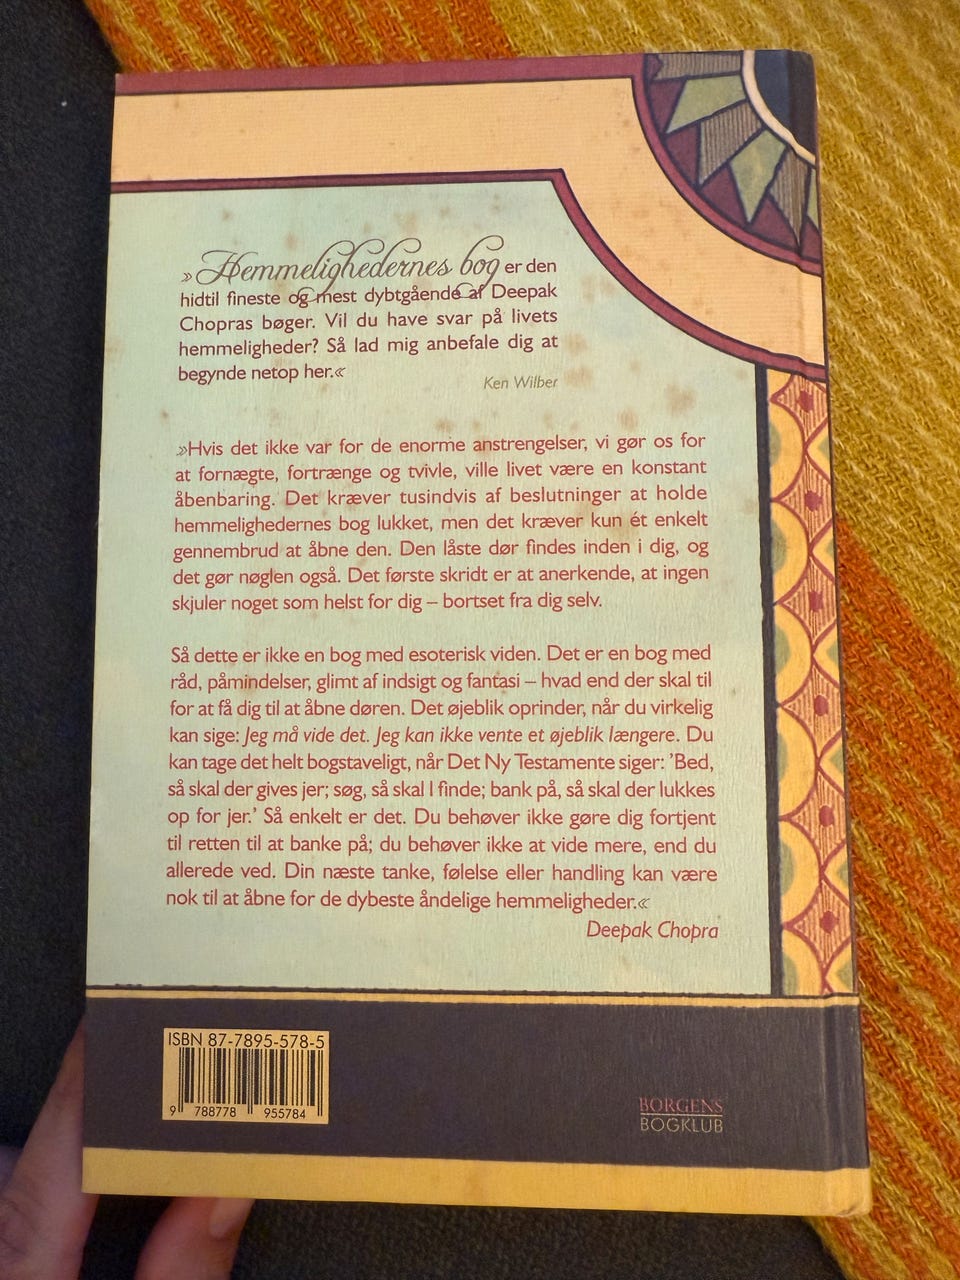 »Hemmelighedernes bog er den
hidtil fineste og mest dybtgående af Deepak
Chopras bøger. Vil du have svar på livets
hemmeligheder? Så lad mig anbefale dig at
begynde netop her.«
Ken Wilber
»Hvis det ikke var for de enorme anstrengelser, vi gør os for
at fornægte, fortrænge og tvivle, ville livet være en konstant
åbenbaring. Det kræver tusindvis af beslutninger at holde
hemmelighedernes bog lukket, men det kræver kun ét enkelt
gennembrud at åbne den. Den låste dør findes inden i dig, og
det gør nøglen også. Det første skridt er at anerkende, at ingen
skjuler noget som helst for dig – bortset fra dig selv.
Så dette er ikke en bog med esoterisk viden. Det er en bog med
råd, påmindelser, glimt af indsigt og fantasi – hvad end der skal til
for at få dig til at åbne døren. Det øjeblik oprinder, når du virkelig
kan sige: Jeg må vide det. Jeg kan ikke vente et øjeblik længere. Du
kan tage det helt bogstaveligt, når Det Ny Testamente siger: 'Bed,
så skal der gives jer; søg, så skal I finde; bank på, så skal der lukkes
op for jer.' Så enkelt er det. Du behøver ikke gøre dig fortjent
til retten til at banke på; du behøver ikke at vide mere, end du
allerede ved. Din næste tanke, følelse eller handling kan være
nok til at åbne for de dybeste åndelige hemmeligheder.«
Deepak Chopra
ISBN 87-7895-578-5
9 788778 955784
BORGENS
BOGKLUB